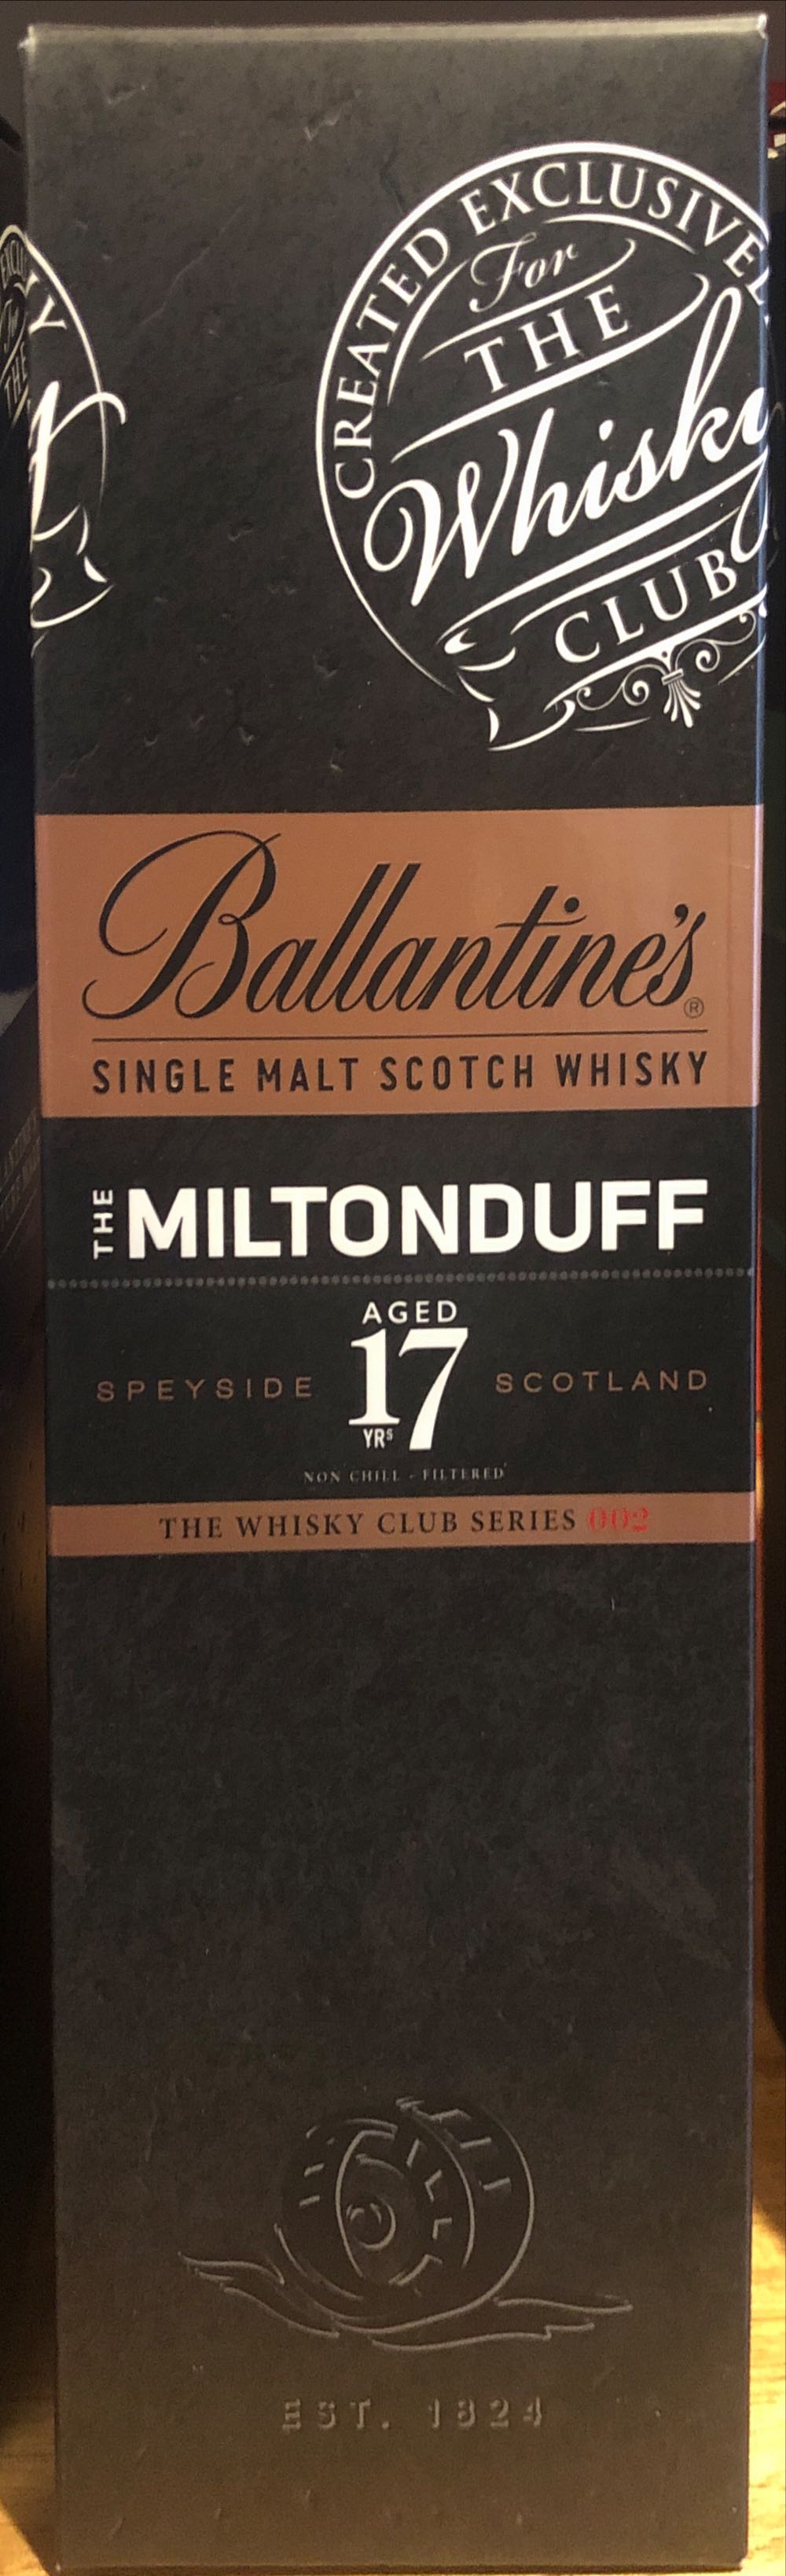 CREATED EXCLUSIVEL
For
THE
Whisky
CLUB
Ballantine's®
SINGLE MALT SCOTCH WHISKY
THE MILTONDUFF
AGED
17
YRS
SPEYSIDE SCOTLAND
NON CHILL - FILTERED
THE WHISKY CLUB SERIES 002
EST. 1824